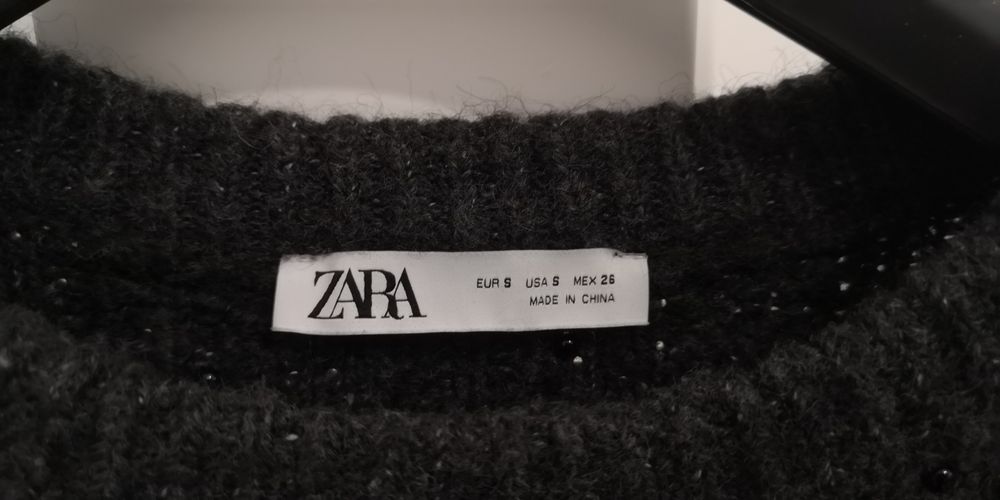 ZARA
EUR S USA S MEX 26
MADE IN CHINA